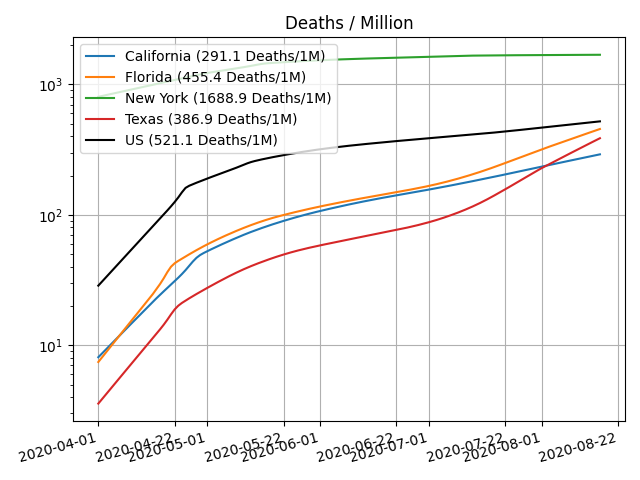 Deaths / Million
California (291.1 Deaths/1M)
Florida (455.4 Deaths/1M)
New York (1688.9 Deaths/1M)
Texas (386.9 Deaths/1M)
US (521.1 Deaths/1M)
10³
10²
10¹
2020-04-01
2020-04-22
2020-05-01
2020-05-22
2020-06-01
2020-06-22
2020-07-01
2020-07-22
2020-08-01
2020-08-22